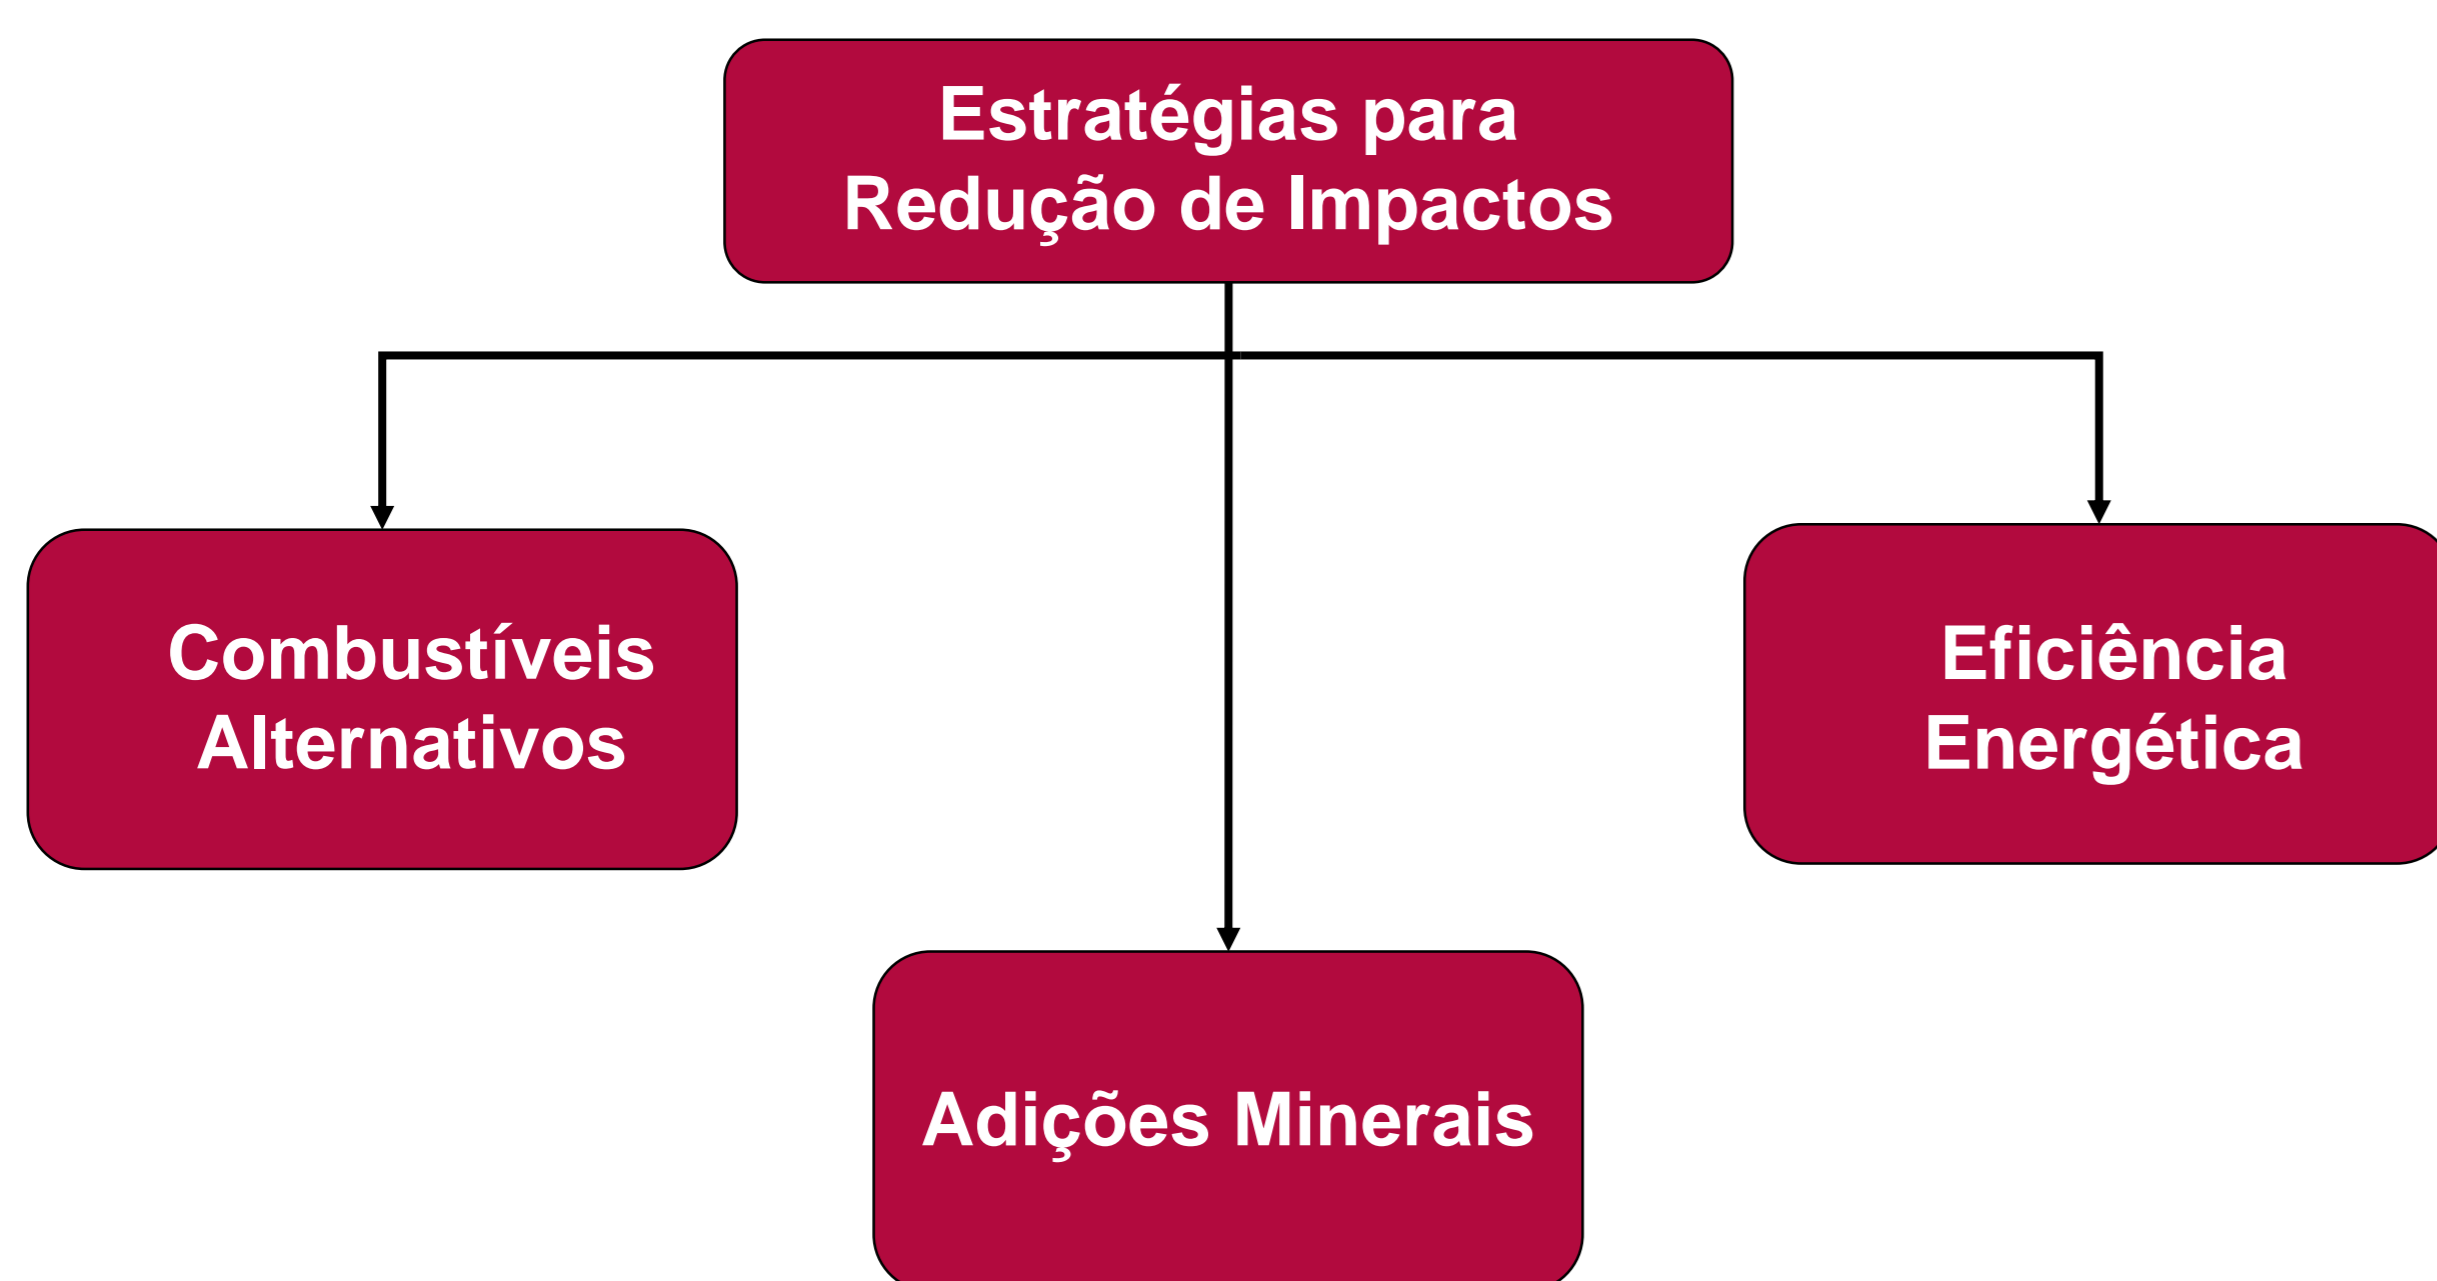 Estratégias para
Redução de Impactos
Combustíveis
Alternativos
Eficiência
Energética
Adições Minerais